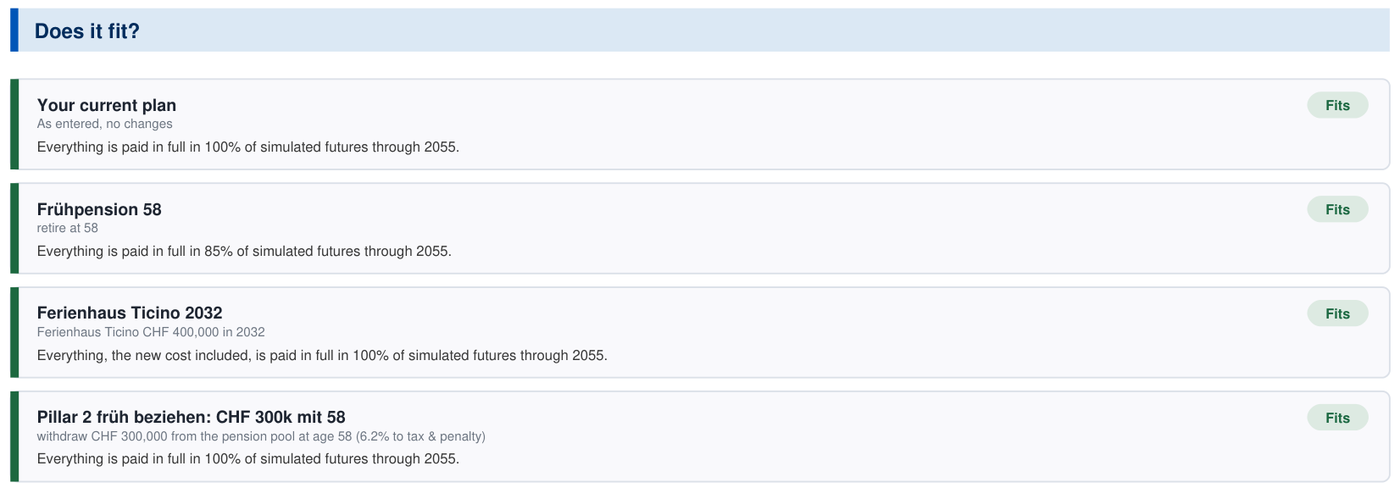 Does it fit?
Your current plan
Fits
As entered, no changes
Everything is paid in full in 100% of simulated futures through 2055.
Frühpension 58
Fits
retire at 58
Everything is paid in full in 85% of simulated futures through 2055.
Ferienhaus Ticino 2032
Fits
Ferienhaus Ticino CHF 400,000 in 2032
Everything, the new cost included, is paid in full in 100% of simulated futures through 2055.
Pillar 2 früh beziehen: CHF 300k mit 58
Fits
withdraw CHF 300,000 from the pension pool at age 58 (6.2% to tax & penalty)
Everything is paid in full in 100% of simulated futures through 2055.